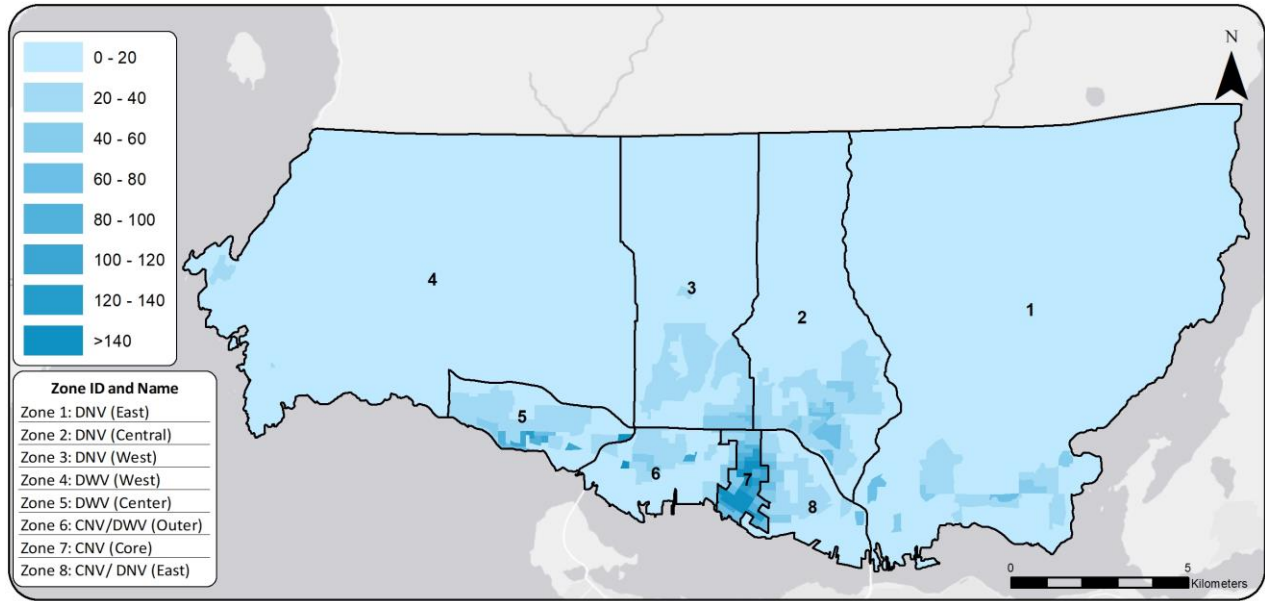 0 - 20
20 - 40
40 - 60
60 - 80
80 - 100
100 - 120
120 - 140
>140
Zone ID and Name
Zone 1: DNV (East)
Zone 2: DNV (Central)
Zone 3: DNV (West)
Zone 4: DWV (West)
Zone 5: DWV (Center)
Zone 6: CNV/DWV (Outer)
Zone 7: CNV (Core)
Zone 8: CNV/ DNV (East)
N
4
3
2
1
5
6
7
8
0 5
Kilometers